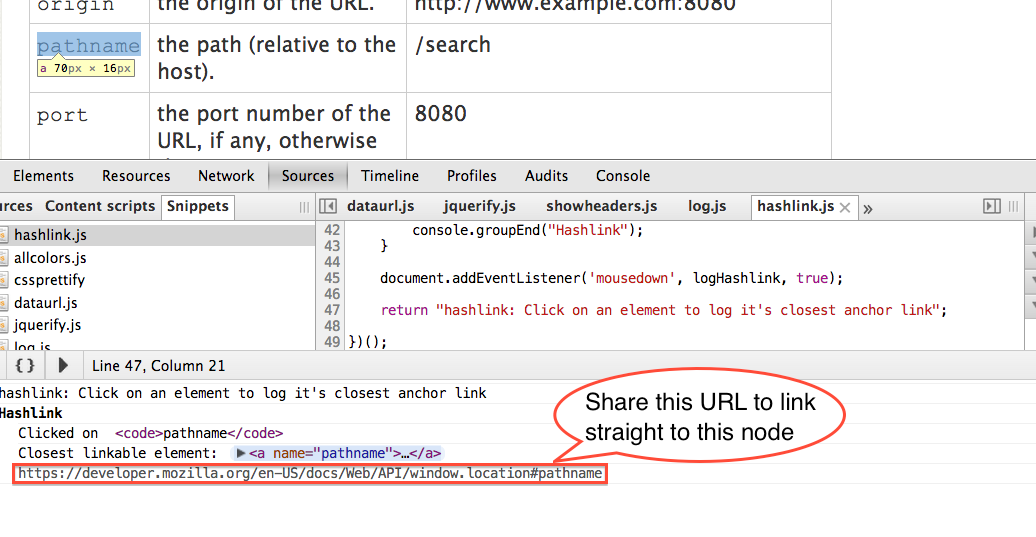 origin the origin of the URL. http://www.example.com:8080
pathname the path (relative to the /search
a 70px × 16px host).
port the port number of the 8080
URL, if any, otherwise
Elements Resources Network Sources Timeline Profiles Audits Console
rces Content scripts Snippets dataurl.js jquerify.js showheaders.js log.js hashlink.js × »
hashlink.js
allcolors.js
cssprettify
dataurl.js
jquerify.js
log.js
42 console.groupEnd("Hashlink");
43 }
44
45 document.addEventListener('mousedown', logHashlink, true);
46
47 return "hashlink: Click on an element to log it's closest anchor link";
48
49 })();
{} Line 47, Column 21
hashlink: Click on an element to log it's closest anchor link
Hashlink
Clicked on <code>pathname</code>
Closest linkable element: ▶<a name="pathname">…</a>
https://developer.mozilla.org/en-US/docs/Web/API/window.location#pathname
Share this URL to link
straight to this node